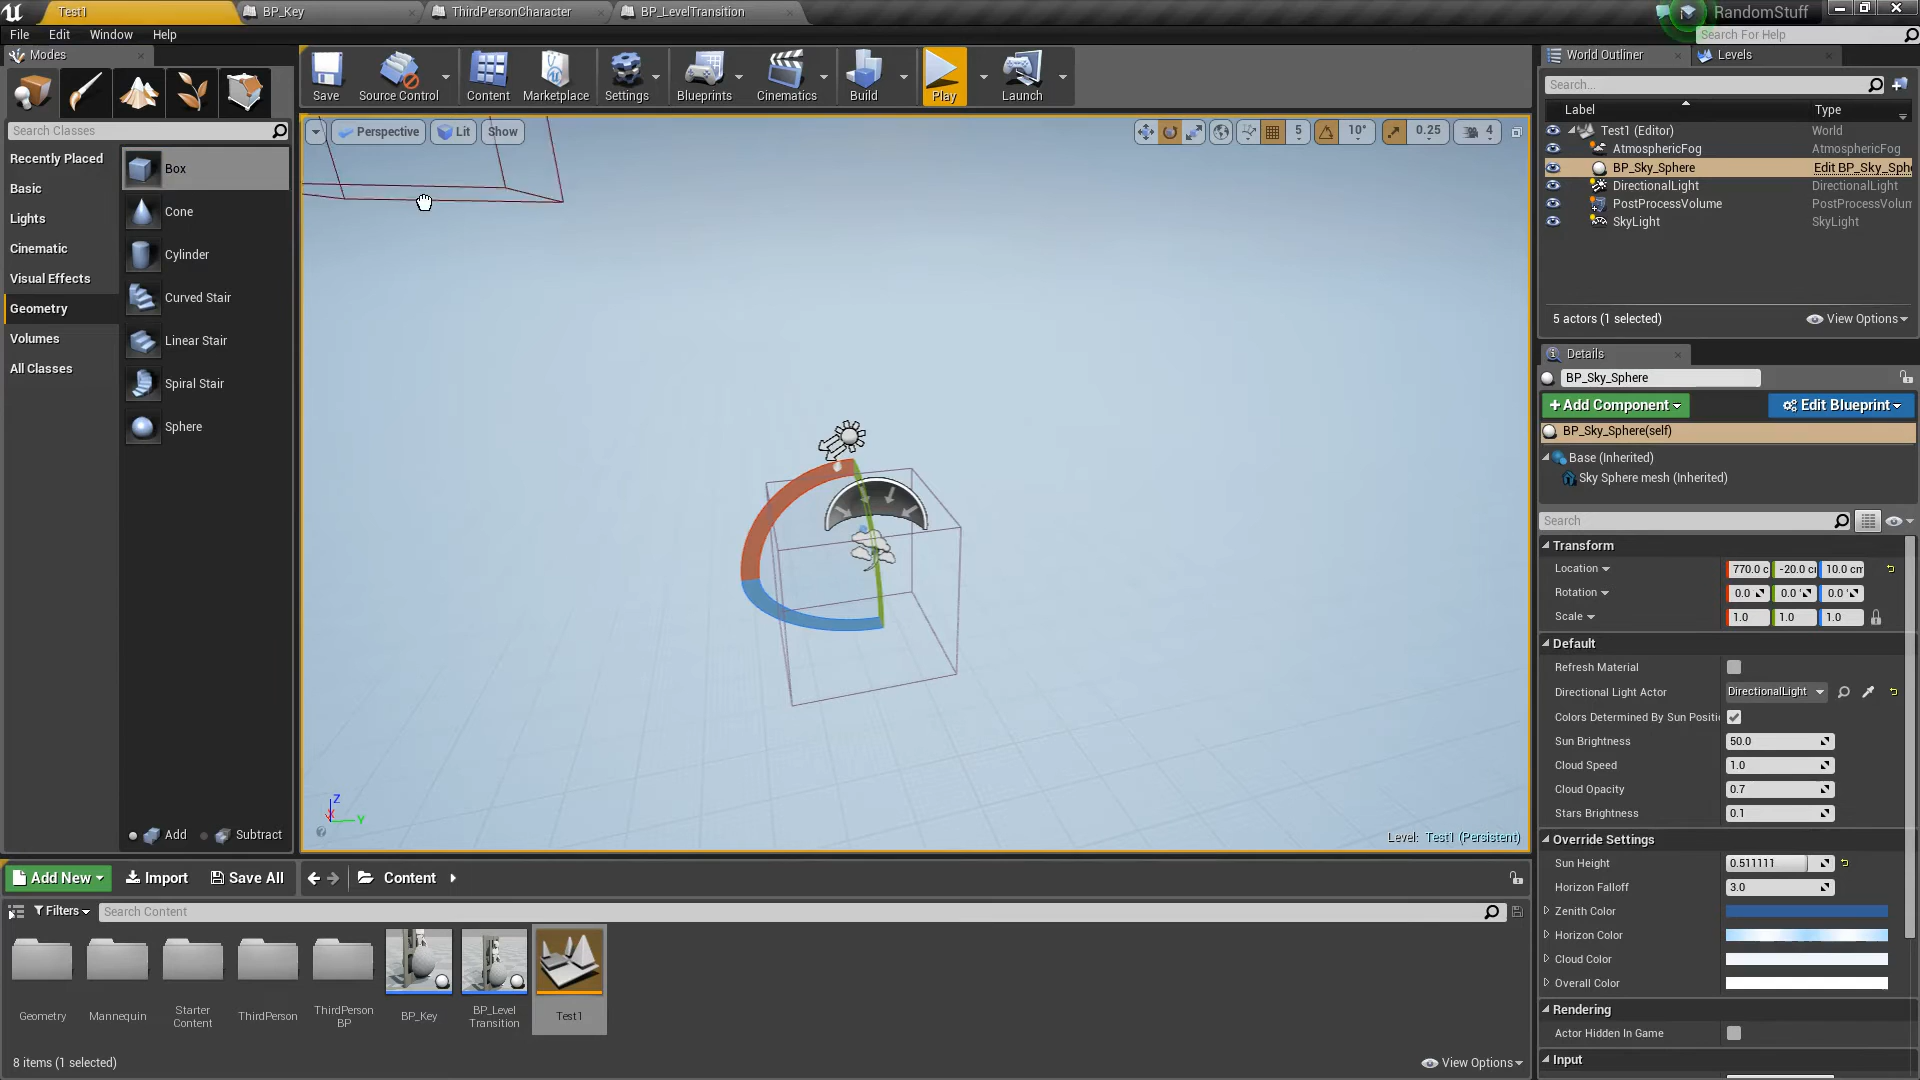 Test1
BP_Key
ThirdPersonCharacter
BP_LevelTransition
RandomStuff
File Edit Window Help
Search For Help
Modes
Save
Source Control
Content
Marketplace
Settings
Blueprints
Cinematics
Build
Play
Launch
Search Classes
Recently Placed
Basic
Lights
Cinematic
Visual Effects
Geometry
Volumes
All Classes
Box
Cone
Cylinder
Curved Stair
Linear Stair
Spiral Stair
Sphere
Add
Subtract
Perspective
Lit
Show
5
10°
0.25
4
Z
X
Y
Level: Test1 (Persistent)
World Outliner
Levels
Search...
Label Type
Test1 (Editor) World
AtmosphericFog AtmosphericFog
BP_Sky_Sphere Edit BP_Sky_Sph
DirectionalLight DirectionalLight
PostProcessVolume PostProcessVolum
SkyLight SkyLight
5 actors (1 selected)
View Options
Details
BP_Sky_Sphere
+Add Component
Edit Blueprint
BP_Sky_Sphere(self)
Base (Inherited)
Sky Sphere mesh (Inherited)
Search
Transform
Location 770.0 c -20.0 c 10.0 cm
Rotation 0.0 ° 0.0 ° 0.0 °
Scale 1.0 1.0 1.0
Default
Refresh Material
Directional Light Actor DirectionalLight
Colors Determined By Sun Positi
Sun Brightness 50.0
Cloud Speed 1.0
Cloud Opacity 0.7
Stars Brightness 0.1
Override Settings
Sun Height 0.511111
Horizon Falloff 3.0
Zenith Color
Horizon Color
Cloud Color
Overall Color
Rendering
Actor Hidden In Game
Input
Add New
Import
Save All
Content
Filters
Search Content
Geometry
Mannequin
Starter
Content
ThirdPerson
ThirdPerson
BP
BP_Key
BP_Level
Transition
Test1
8 items (1 selected)
View Options